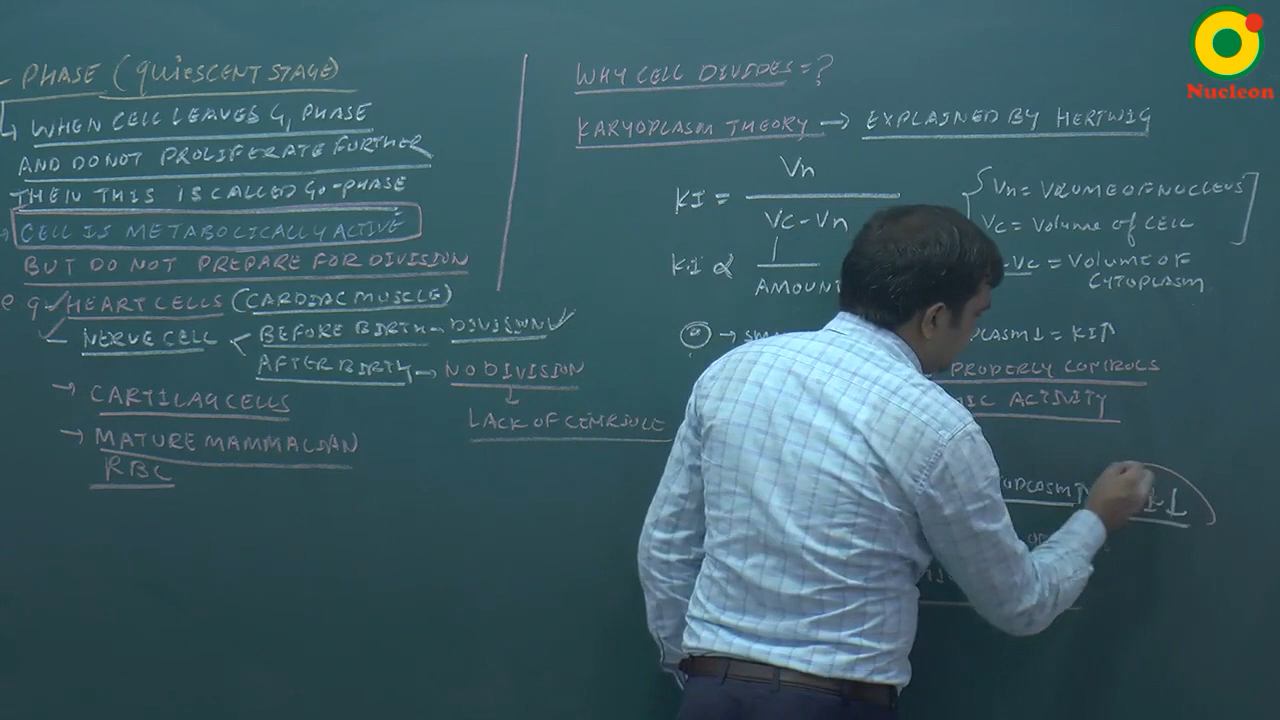 - PHASE (QUIESCENT STAGE)
WHEN CELL LEAVES G1 PHASE
AND DO NOT PROLIFERATE FURTHER
THEN THIS IS CALLED G0-PHASE
CELL IS METABOLICALLY ACTIVE
BUT DO NOT PREPARE FOR DIVISION
e g HEART CELLS (CARDIAC MUSCLE)
NERVE CELL < BEFORE BIRTH - DIVISION ✓
AFTER BIRTH → NO DIVISION
LACK OF CENTRIOLE
→ CARTILAG CELLS
→ MATURE MAMMALIAN
RBC
WHY CELL DIVIDES = ?
KARYOPLASM THEORY → EXPLAINED BY HERTWIG
KI = Vn
VC - Vn
Vn = VOLUME OF NUCLEUS
VC = VOLUME OF CELL
-VC = VOLUME OF
CYTOPLASM
K.I ∝ 1
AMOUNT
PLASM↓ = KI↑
PROPERLY CONTROLS
IC ACTIVITY
Nucleon